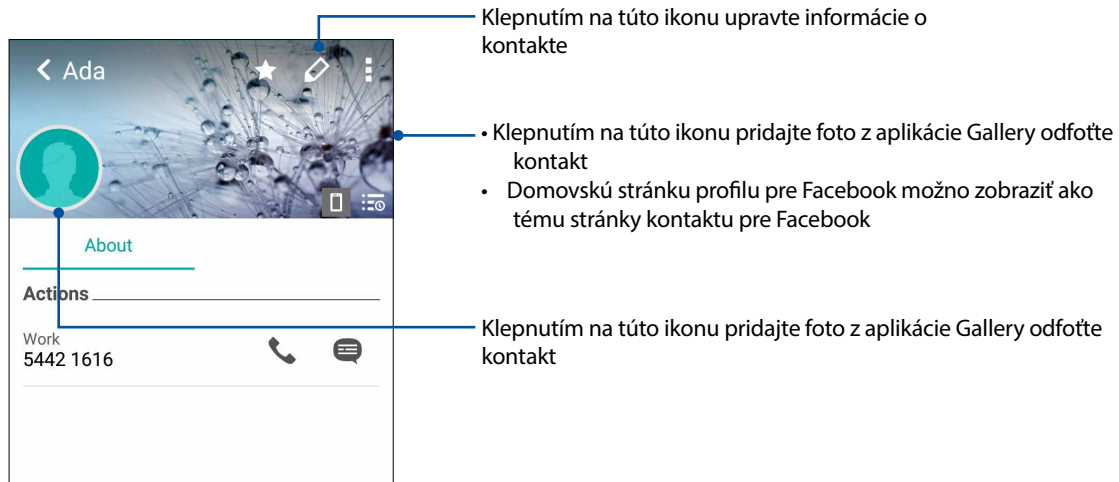 Klepnutím na túto ikonu upravte informácie o
kontakte
Ada
• Klepnutím na túto ikonu pridajte foto z aplikácie Gallery odfoťte
kontakt
• Domovskú stránku profilu pre Facebook možno zobraziť ako
tému stránky kontaktu pre Facebook
About
Actions
Work
5442 1616
Klepnutím na túto ikonu pridajte foto z aplikácie Gallery odfoťte
kontakt